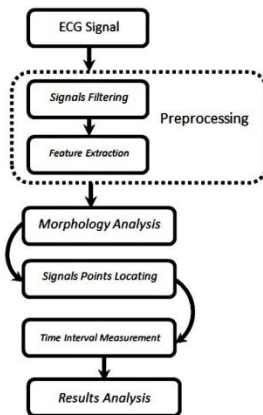 ECG Signal
Signals Filtering
Preprocessing
Feature Extraction
Morphology Analysis
Signals Points Locating
Time Interval Measurement
Results Analysis